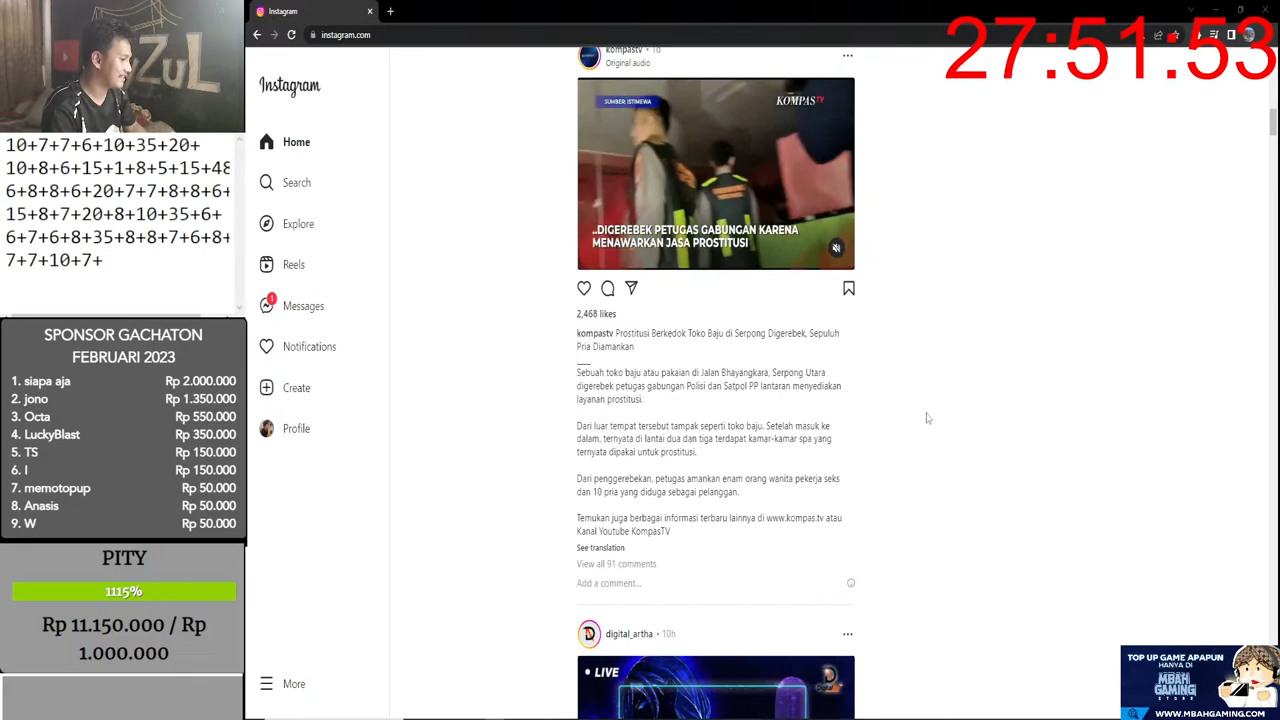 ZUL
10+7+7+6+10+35+20+
10+8+6+15+1+8+5+15+48
6+8+8+6+20+7+7+8+8+6+
15+8+7+20+8+10+35+6+
6+7+6+8+35+8+8+7+6+8+
7+7+10+7+
SPONSOR GACHATON
FEBRUARI 2023
1. siapa aja Rp 2.000.000
2. jono Rp 1.350.000
3. Octa Rp 550.000
4. LuckyBlast Rp 350.000
5. TS Rp 150.000
6. I Rp 150.000
7. memotopup Rp 50.000
8. Anasis Rp 50.000
9. W Rp 50.000
PITY
1115%
Rp 11.150.000 / Rp
1.000.000
Instagram
instagram.com
27:51:53
Instagram
Home
Search
Explore
Reels
1
Messages
Notifications
Create
Profile
More
kompastv • 1d
Original audio
SUMBER: ISTIMEWA
KOMPAS TV
..DIGEREBEK PETUGAS GABUNGAN KARENA
MENAWARKAN JASA PROSTITUSI
2,468 likes
kompastv Prostitusi Berkedok Toko Baju di Serpong Digerebek, Sepuluh
Pria Diamankan
___
Sebuah toko baju atau pakaian di Jalan Bhayangkara, Serpong Utara
digerebek petugas gabungan Polisi dan Satpol PP lantaran menyediakan
layanan prostitusi.
Dari luar tempat tersebut tampak seperti toko baju. Setelah masuk ke
dalam, ternyata di lantai dua dan tiga terdapat kamar-kamar spa yang
ternyata dipakai untuk prostitusi.
Dari penggerebekan, petugas amankan enam orang wanita pekerja seks
dan 10 pria yang diduga sebagai pelanggan.
Temukan juga berbagai informasi terbaru lainnya di www.kompas.tv atau
Kanal Youtube KompasTV
See translation
View all 91 comments
Add a comment...
digital_artha • 10h
• LIVE
TOP UP GAME APAPUN
HANYA DI
MBAH
GAMING
STORE
WWW.MBAHGAMING.COM